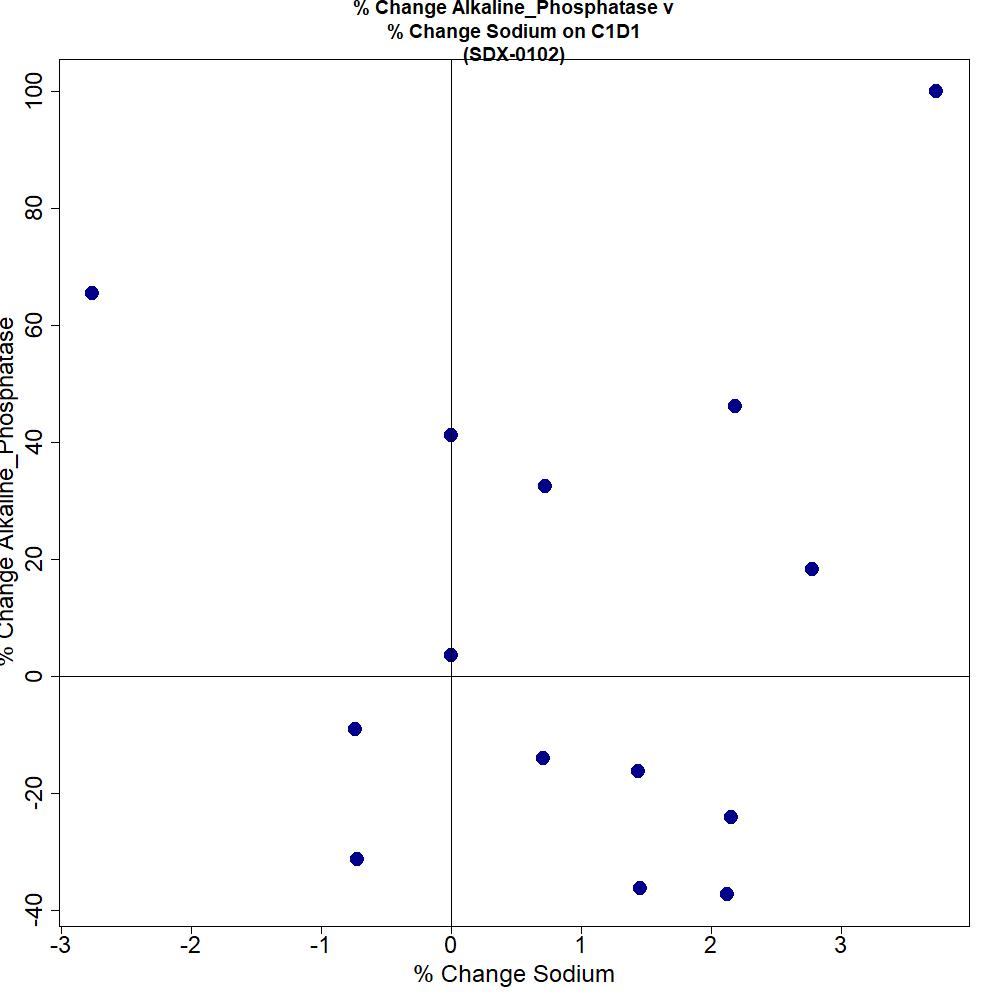 % Change Alkaline_Phosphatase v
% Change Sodium on C1D1
(SDX-0102)
% Change Alkaline_Phosphatase
100
80
60
40
20
0
-20
-40
-3 -2 -1 0 1 2 3
% Change Sodium